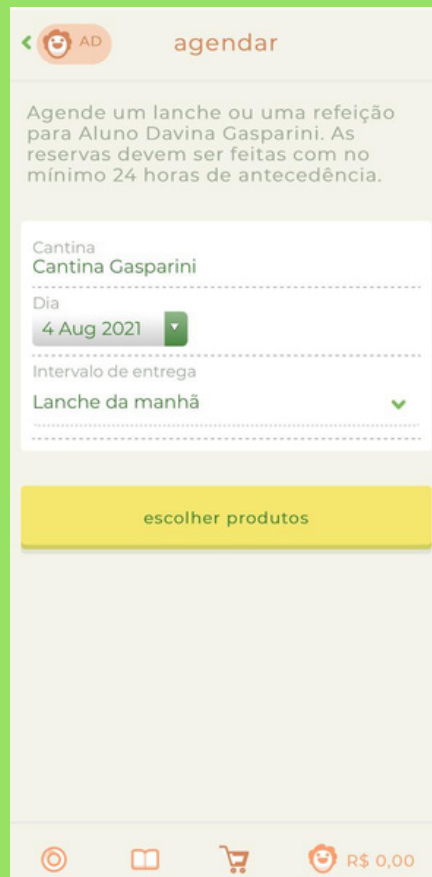 AD
agendar
Agende um lanche ou uma refeição
para Aluno Davina Gasparini. As
reservas devem ser feitas com no
mínimo 24 horas de antecedência.
Cantina
Cantina Gasparini
Dia
4 Aug 2021
Intervalo de entrega
Lanche da manhã
escolher produtos
R$ 0,00